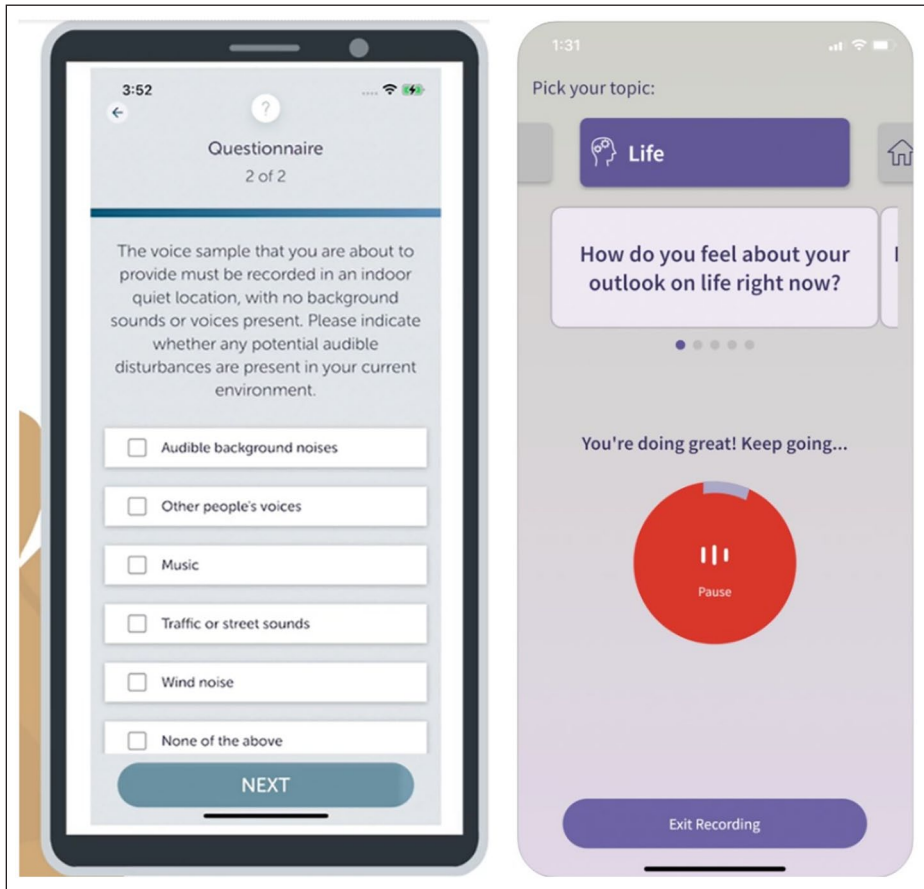 3:52
?
Questionnaire
2 of 2
The voice sample that you are about to
provide must be recorded in an indoor
quiet location, with no background
sounds or voices present. Please indicate
whether any potential audible
disturbances are present in your current
environment.
Audible background noises
Other people's voices
Music
Traffic or street sounds
Wind noise
None of the above
NEXT
1:31
Pick your topic:
Life
How do you feel about your
outlook on life right now?
You're doing great! Keep going...
Pause
Exit Recording